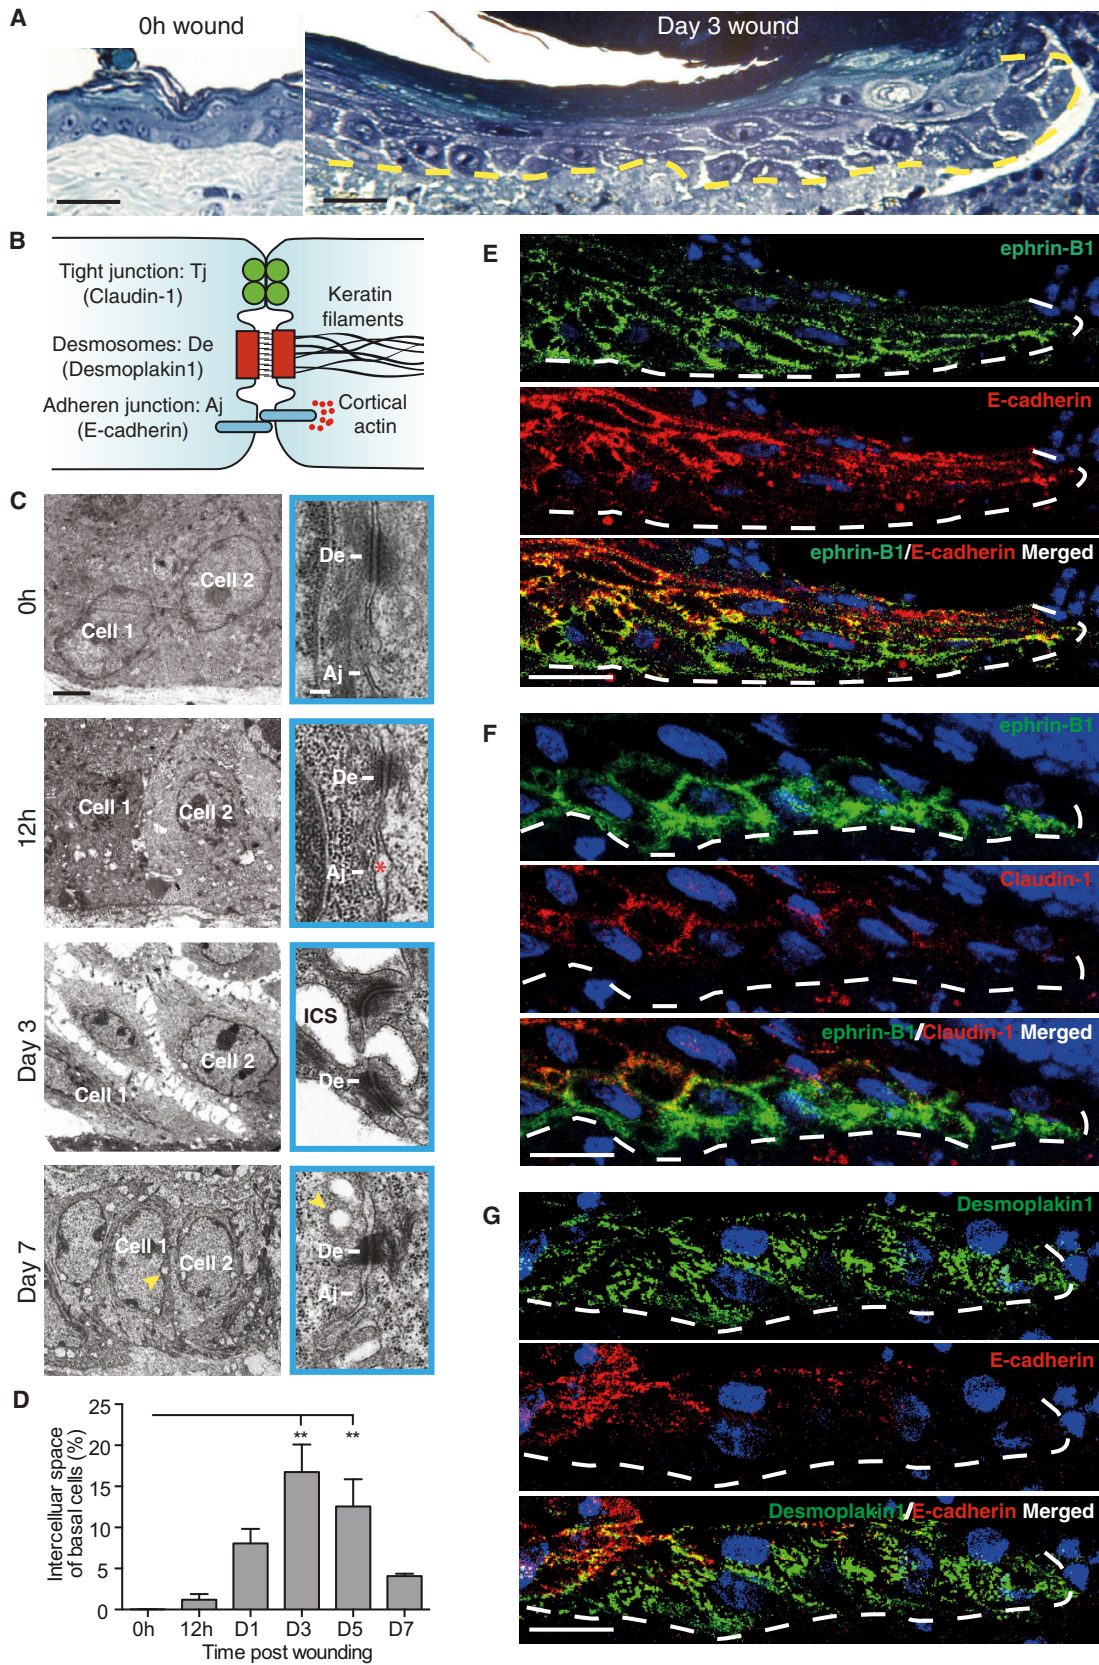 A
0h wound
Day 3 wound
B
Tight junction: Tj
(Claudin-1)
Keratin
filaments
Desmosomes: De
(Desmoplakin1)
Adheren junction: Aj
(E-cadherin)
Cortical
actin
C
0h
Cell 1
Cell 2
De
Aj
12h
Cell 1
Cell 2
De
Aj
*
Day 3
Cell 1
Cell 2
ICS
De
Day 7
Cell 1
Cell 2
De
Aj
D
Intercelluar space
of basal cells (%)
25
20
15
10
5
0
**
**
0h 12h D1 D3 D5 D7
Time post wounding
E
ephrin-B1
E-cadherin
ephrin-B1/E-cadherin Merged
F
ephrin-B1
Claudin-1
ephrin-B1/Claudin-1 Merged
G
Desmoplakin1
E-cadherin
Desmoplakin1/E-cadherin Merged